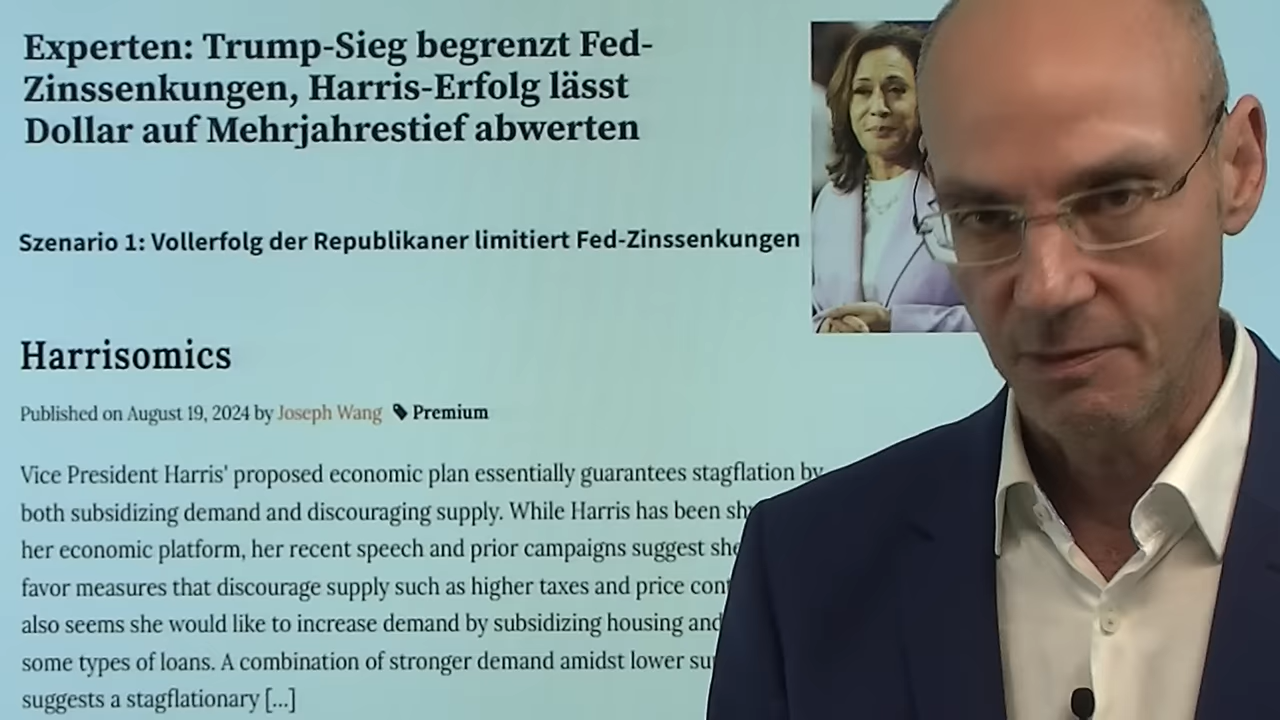 Experten: Trump-Sieg begrenzt Fed-
Zinssenkungen, Harris-Erfolg lässt
Dollar auf Mehrjahrestief abwerten
Szenario 1: Vollerfolg der Republikaner limitiert Fed-Zinssenkungen
Harrisomics
Published on August 19, 2024 by Joseph Wang Premium
Vice President Harris' proposed economic plan essentially guarantees stagflation by
both subsidizing demand and discouraging supply. While Harris has been
her economic platform, her recent speech and prior campaigns suggest
favor measures that discourage supply such as higher taxes and price
also seems she would like to increase demand by subsidizing housing and
some types of loans. A combination of stronger demand amidst lower
suggests a stagflationary [...]